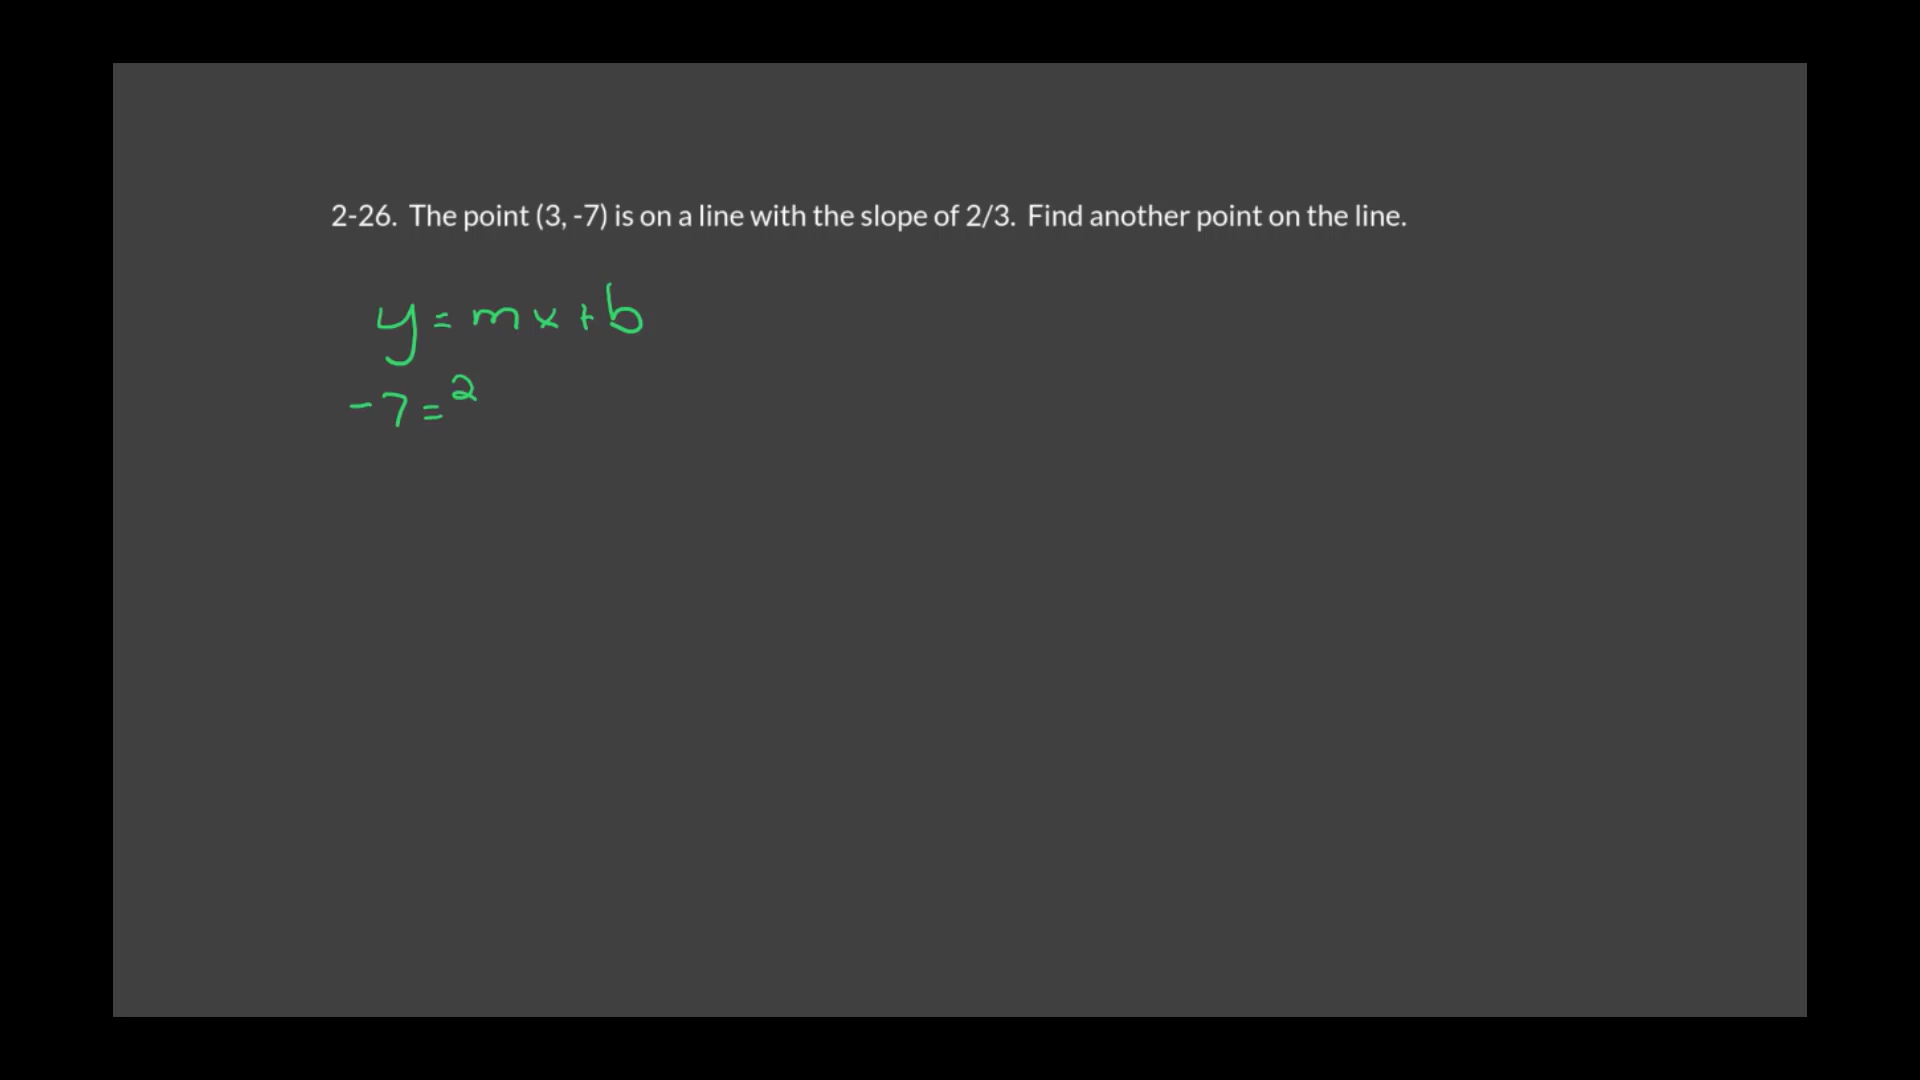 2-26. The point (3, -7) is on a line with the slope of 2/3. Find another point on the line.
y = mx + b
-7 = 2